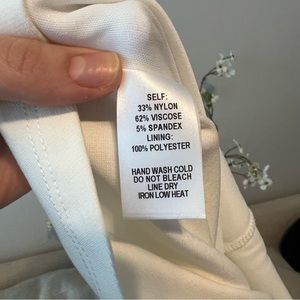 SELF:
33% NYLON
62% VISCOSE
5% SPANDEX
LINING:
100% POLYESTER
HAND WASH COLD
DO NOT BLEACH
LINE DRY
IRON LOW HEAT